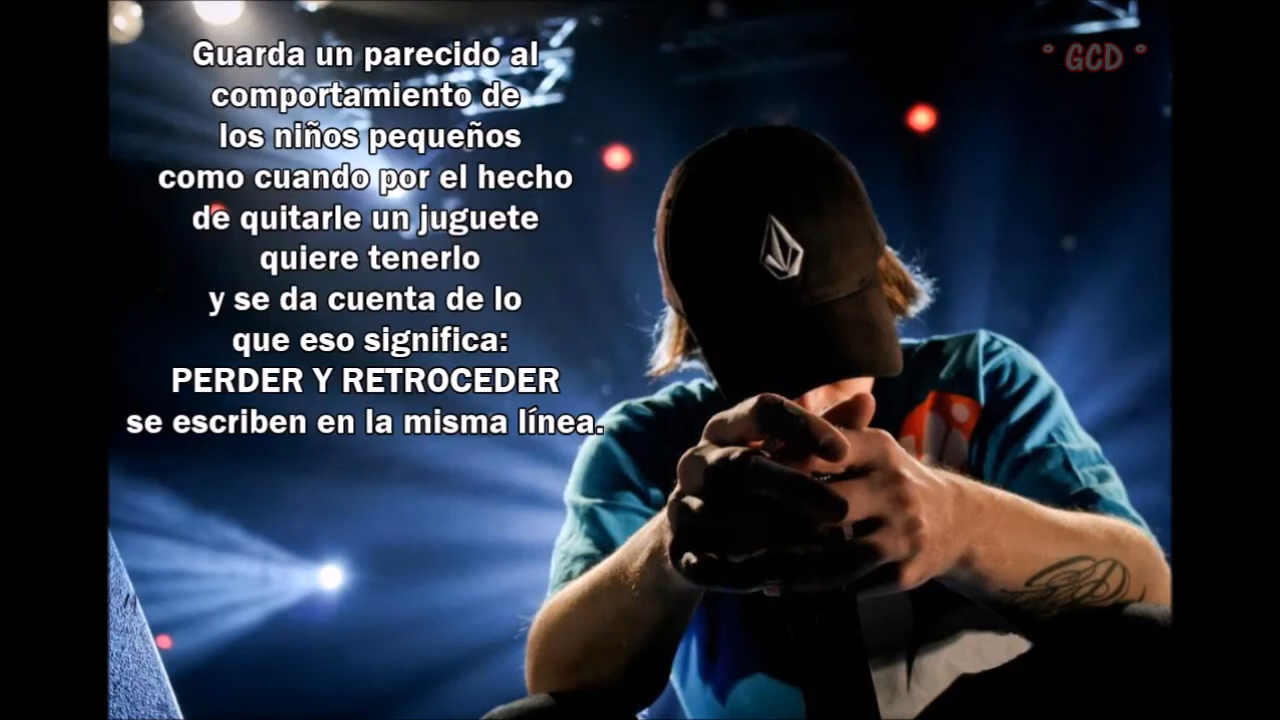 Guarda un parecido al
comportamiento de
los niños pequeños
como cuando por el hecho
de quitarle un juguete
quiere tenerlo
y se da cuenta de lo
que eso significa:
PERDER Y RETROCEDER
se escriben en la misma línea.
° GCD °